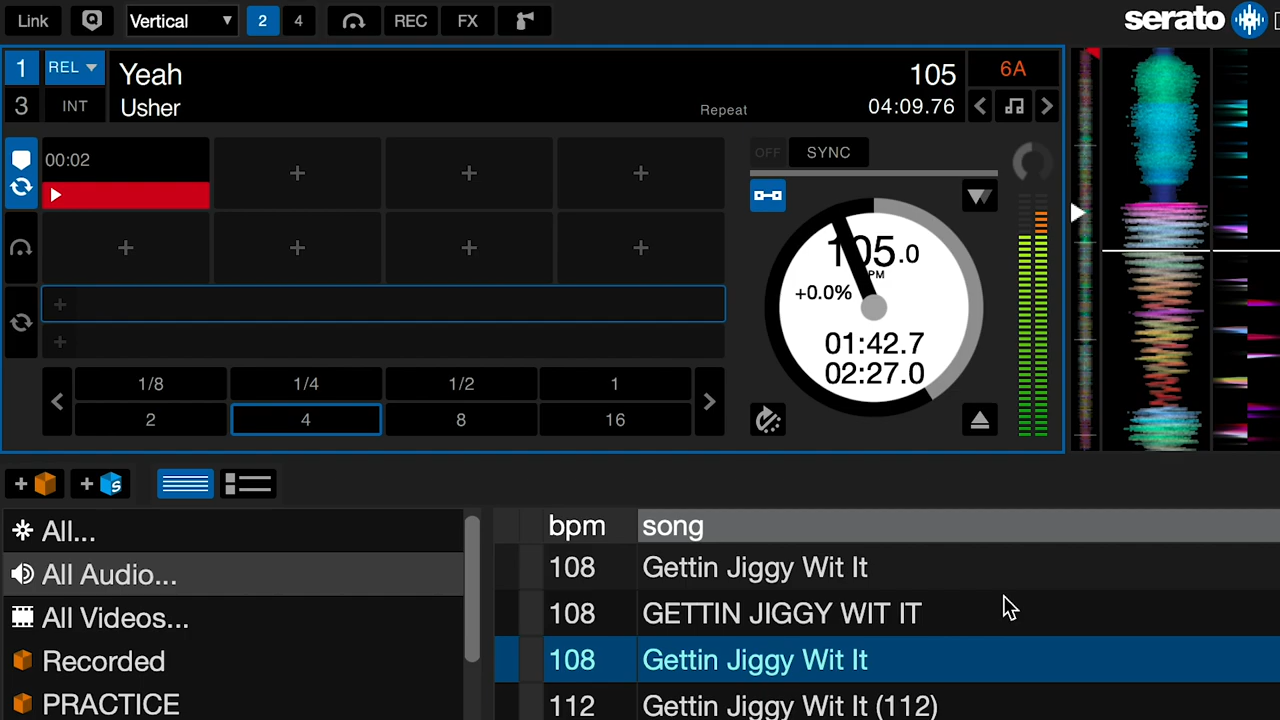 Link Vertical ▼ 2 4 REC FX serato
1 REL ▼ Yeah 105 6A
3 INT Usher Repeat 04:09.76
00:02 + + +
OFF SYNC
+ + + +
105.0
BPM
+0.0%
+
+
01:42.7
02:27.0
1/8 1/4 1/2 1
2 4 8 16
+ + S
All...
All Audio...
All Videos...
Recorded
PRACTICE
bpm song
108 Gettin Jiggy Wit It
108 GETTIN JIGGY WIT IT
108 Gettin Jiggy Wit It
112 Gettin Jiggy Wit It (112)